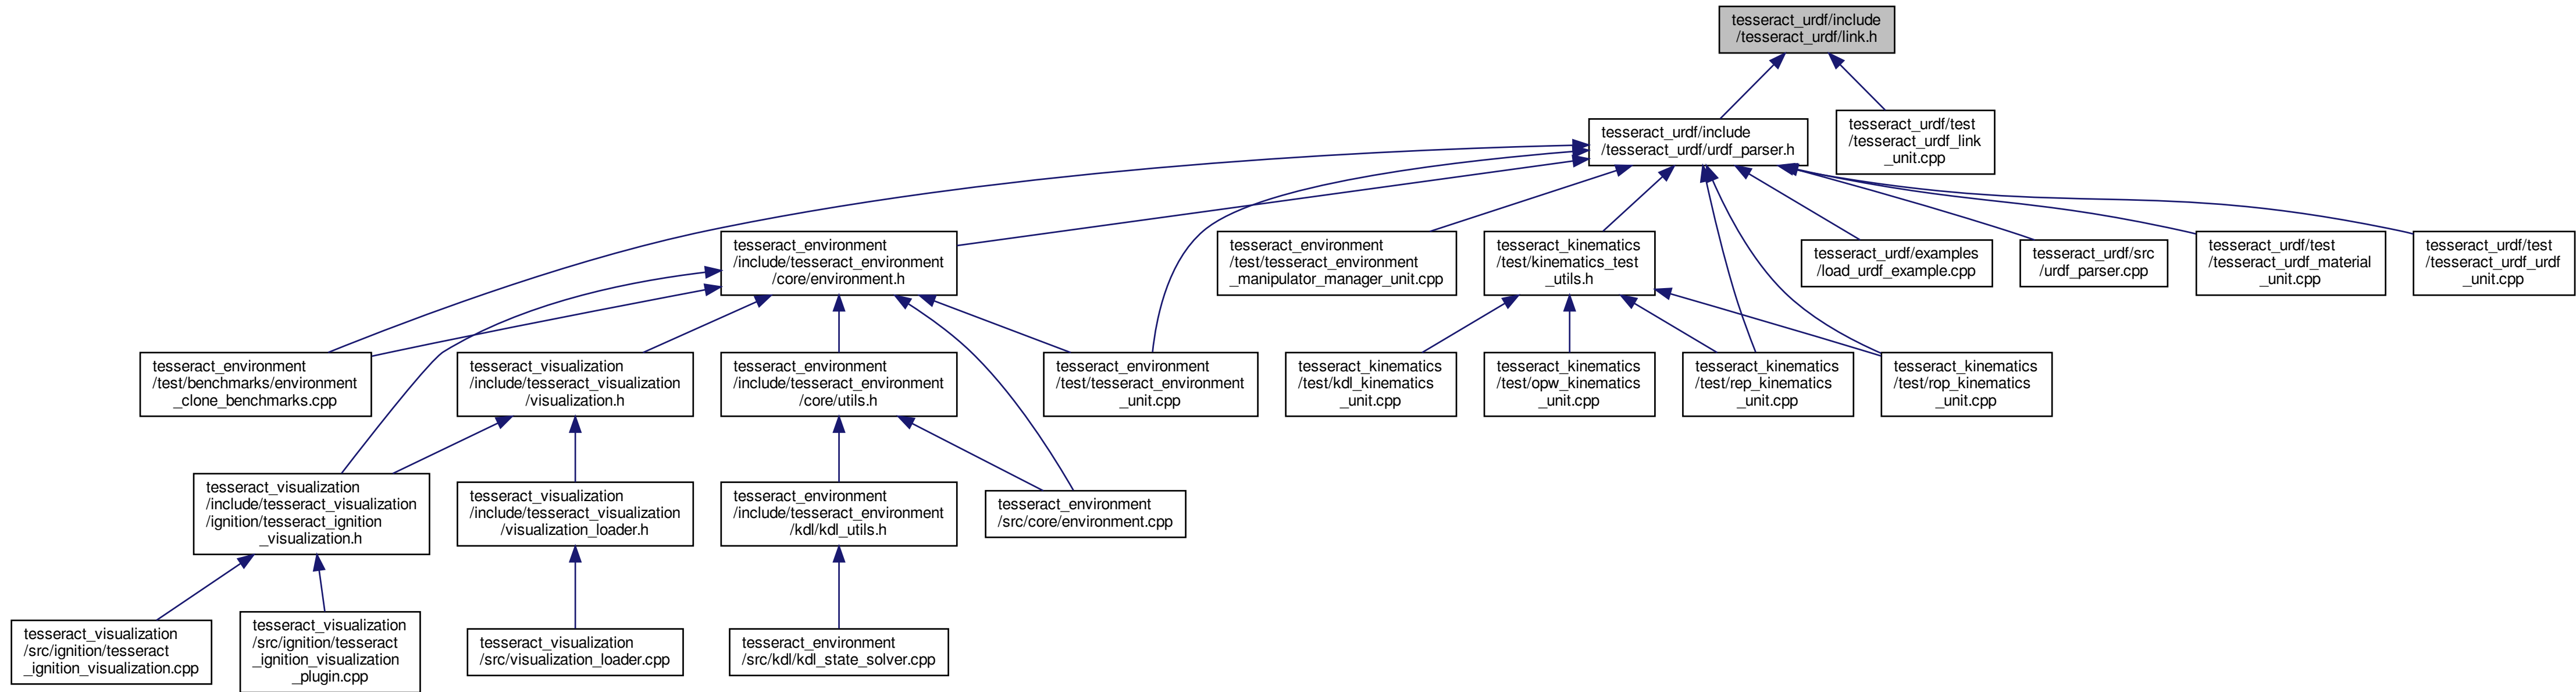 tesseract_urdf/include
/tesseract_urdf/link.h
tesseract_urdf/include
/tesseract_urdf/urdf_parser.h
tesseract_urdf/test
/tesseract_urdf_link
_unit.cpp
tesseract_environment
/include/tesseract_environment
/core/environment.h
tesseract_environment
/test/tesseract_environment
_manipulator_manager_unit.cpp
tesseract_kinematics
/test/kinematics_test
_utils.h
tesseract_urdf/examples
/load_urdf_example.cpp
tesseract_urdf/src
/urdf_parser.cpp
tesseract_urdf/test
/tesseract_urdf_material
_unit.cpp
tesseract_urdf/test
/tesseract_urdf_urdf
_unit.cpp
tesseract_environment
/test/benchmarks/environment
_clone_benchmarks.cpp
tesseract_visualization
/include/tesseract_visualization
/visualization.h
tesseract_environment
/include/tesseract_environment
/core/utils.h
tesseract_environment
/test/tesseract_environment
_unit.cpp
tesseract_kinematics
/test/kdl_kinematics
_unit.cpp
tesseract_kinematics
/test/opw_kinematics
_unit.cpp
tesseract_kinematics
/test/rep_kinematics
_unit.cpp
tesseract_kinematics
/test/rop_kinematics
_unit.cpp
tesseract_visualization
/include/tesseract_visualization
/ignition/tesseract_ignition
_visualization.h
tesseract_visualization
/include/tesseract_visualization
/visualization_loader.h
tesseract_environment
/include/tesseract_environment
/kdl/kdl_utils.h
tesseract_environment
/src/core/environment.cpp
tesseract_visualization
/src/ignition/tesseract
_ignition_visualization.cpp
tesseract_visualization
/src/ignition/tesseract
_ignition_visualization
_plugin.cpp
tesseract_visualization
/src/visualization_loader.cpp
tesseract_environment
/src/kdl/kdl_state_solver.cpp